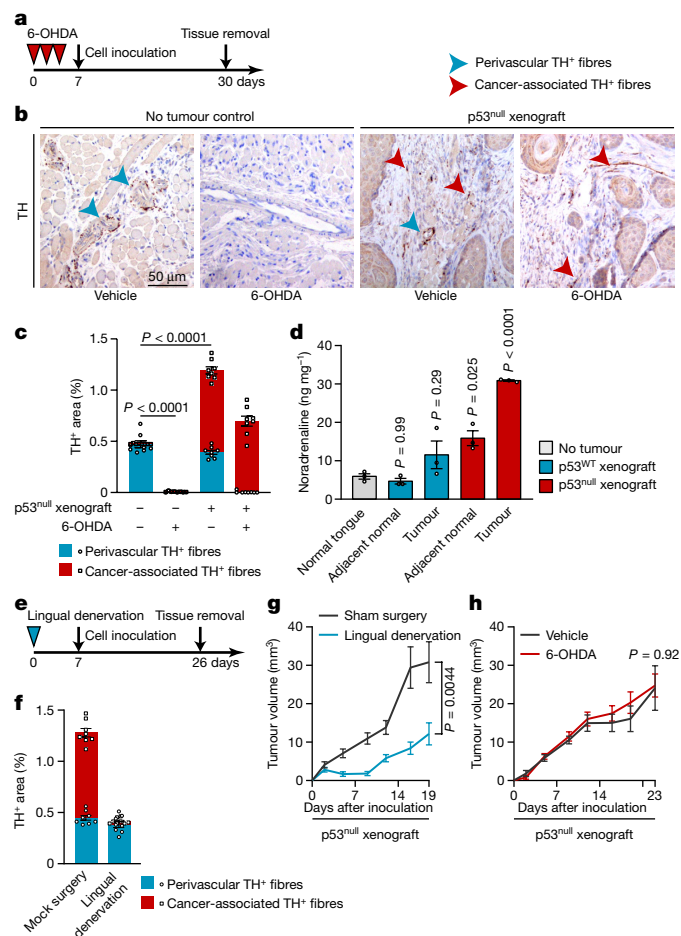 a
6-OHDA
Cell inoculation
Tissue removal
0
7
30 days
Perivascular TH⁺ fibres
Cancer-associated TH⁺ fibres
b
No tumour control
p53null xenograft
TH
50 μm
Vehicle
6-OHDA
Vehicle
6-OHDA
c
TH⁺ area (%)
1.5
1.0
0.5
0
P < 0.0001
P < 0.0001
p53null xenograft
– – + +
6-OHDA
– + – +
Perivascular TH⁺ fibres
Cancer-associated TH⁺ fibres
d
Noradrenaline (ng mg⁻¹)
40
30
20
10
0
P = 0.99
P = 0.29
P = 0.025
P < 0.0001
Normal tongue
Adjacent normal
Tumour
Adjacent normal
Tumour
No tumour
p53WT xenograft
p53null xenograft
e
Lingual denervation
Cell inoculation
Tissue removal
0
7
26 days
f
TH⁺ area (%)
1.5
1.0
0.5
0
Mock surgery
Lingual
denervation
Perivascular TH⁺ fibres
Cancer-associated TH⁺ fibres
g
Sham surgery
Lingual denervation
Tumour volume (mm³)
40
30
20
10
0
P = 0.0044
0 7 14 19
Days after inoculation
p53null xenograft
h
Vehicle
6-OHDA
P = 0.92
Tumour volume (mm³)
40
30
20
10
0
0 7 14 23
Days after inoculation
p53null xenograft